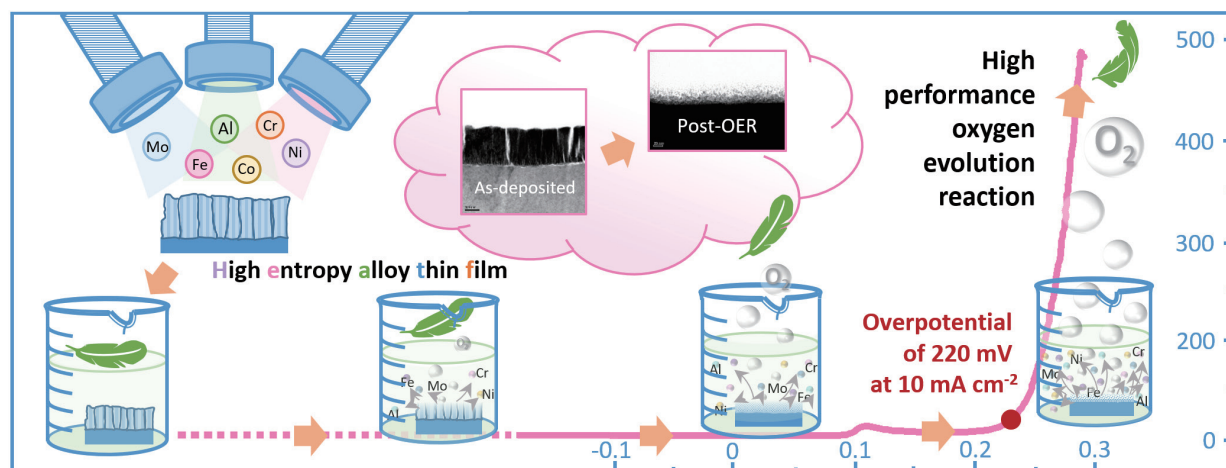 Mo
Al
Cr
Fe
Co
Ni
As-deposited
Post-OER
High
performance
oxygen
evolution
reaction
O2
High entropy alloy thin film
O2
O2
Fe
Mo
Cr
Ni
Al
Al
Cr
Mo
Ni
Fe
Overpotential
of 220 mV
at 10 mA cm-2
Ni
Cr
Mo
Fe
Al
500
400
300
200
100
0
-0.1
0
0.1
0.2
0.3